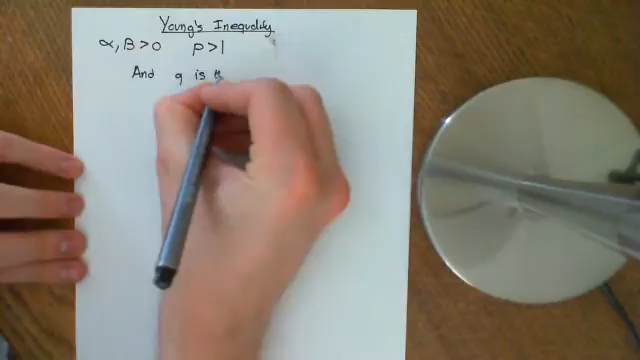 Young's Inequality
α, β > 0 p > 1
And q is